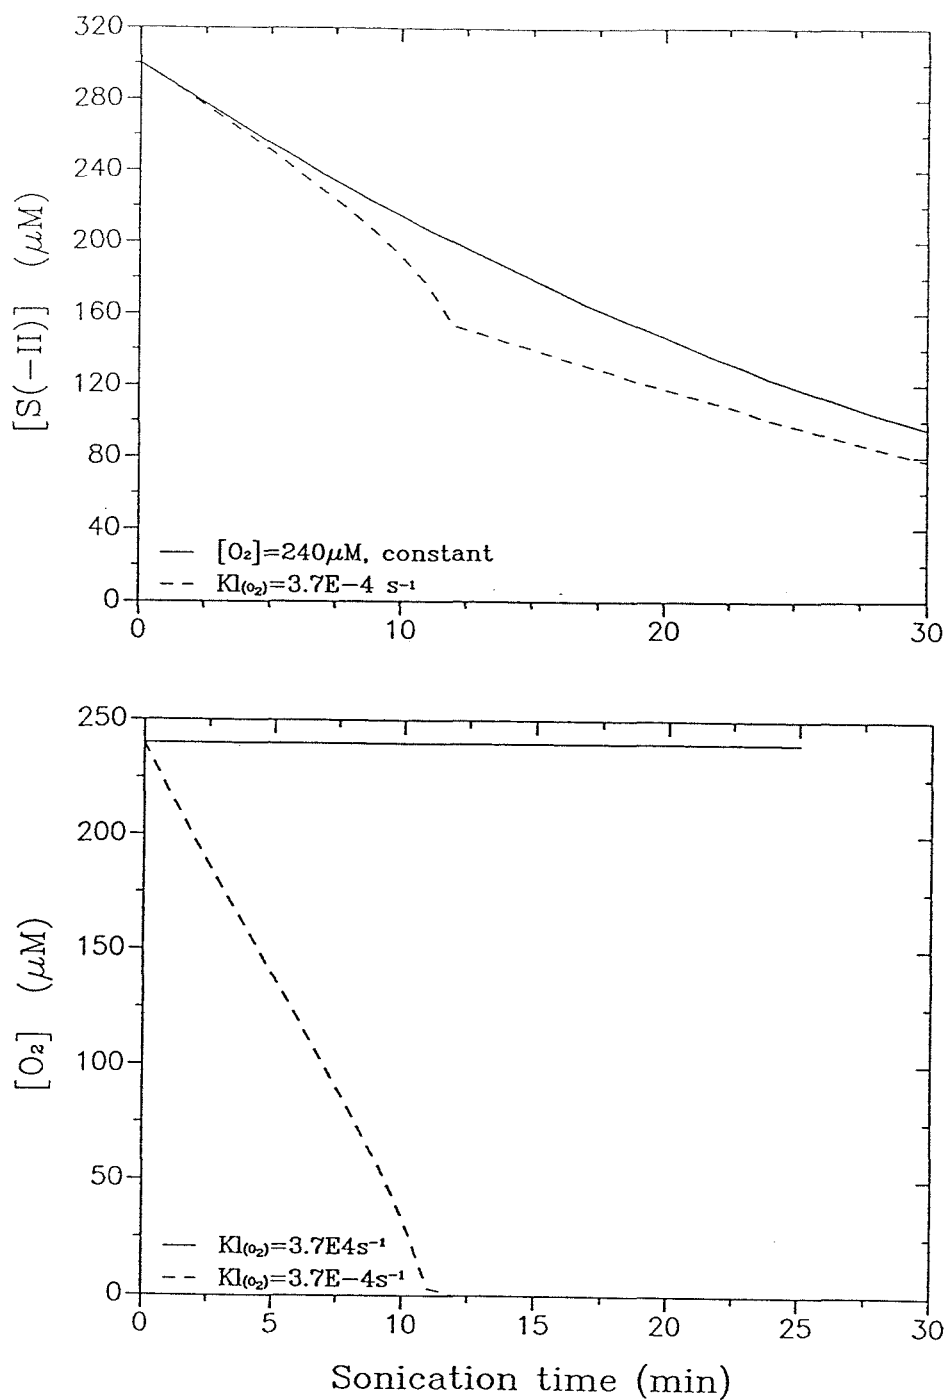 320
280
240
200
160
120
80
40
0
[S(−II)] (μM)
[O₂]=240μM, constant
Kl(O₂)=3.7E−4 s⁻¹
0 10 20 30
250
200
150
100
50
0
[O₂] (μM)
Kl(O₂)=3.7E4s⁻¹
Kl(O₂)=3.7E−4s⁻¹
0 5 10 15 20 25 30
Sonication time (min)